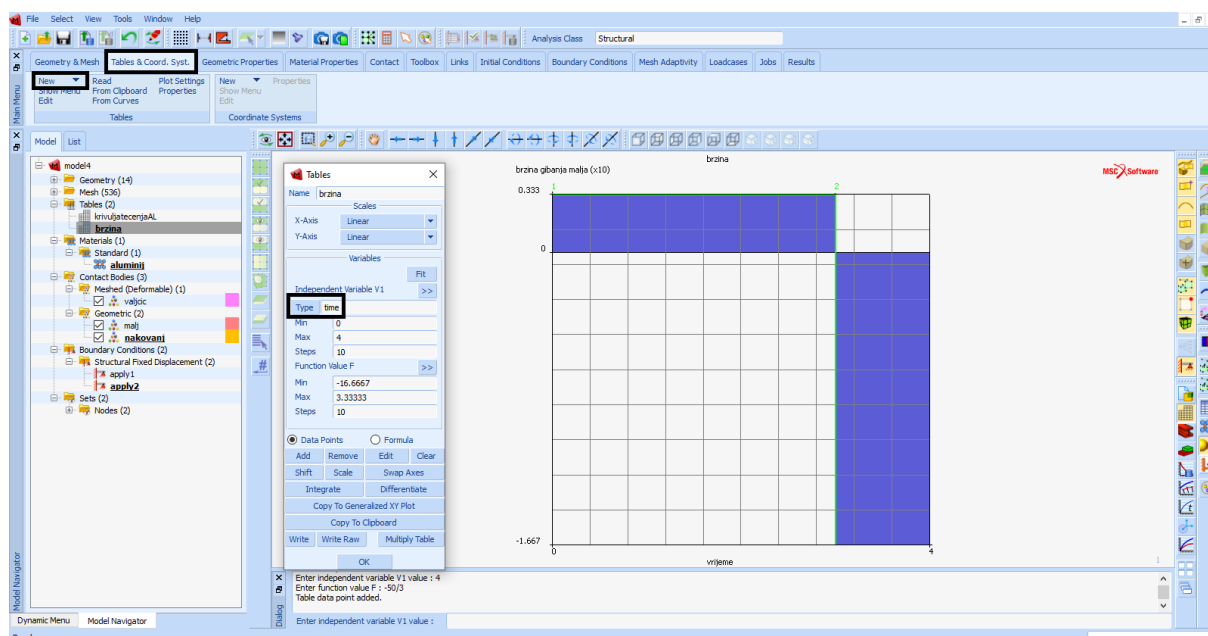 File Select View Tools Window Help
Analysis Class Structural
Geometry & Mesh Tables & Coord. Syst. Geometric Properties Material Properties Contact Toolbox Links Initial Conditions Boundary Conditions Mesh Adaptivity Loadcases Jobs Results
New Read Plot Settings New Properties
Show Menu From Clipboard Properties Show Menu
Edit From Curves Edit
Tables Coordinate Systems
Main Menu
Model List
model4
Geometry (14)
Mesh (536)
Tables (2)
krivuljatecenjaAL
brzina
Materials (1)
Standard (1)
aluminij
Contact Bodies (3)
Meshed (Deformable) (1)
valjcic
Geometric (2)
malj
nakovanj
Boundary Conditions (2)
Structural Fixed Displacement (2)
apply1
apply2
Sets (2)
Nodes (2)
Model Navigator
Dynamic Menu Model Navigator
Tables
Name brzina
Scales
X-Axis Linear
Y-Axis Linear
Variables
Fit
Independent Variable V1 >>
Type time
Min 0
Max 4
Steps 10
Function Value F >>
Min -16.6667
Max 3.33333
Steps 10
Data Points Formula
Add Remove Edit Clear
Shift Scale Swap Axes
Integrate Differentiate
Copy To Generalized XY Plot
Copy To Clipboard
Write Write Raw Multiply Table
OK
brzina
brzina gibanja malja (x10)
MSC Software
0.333
1 2
0
-1.667
0 4
vrijeme
1
Dialog
Enter independent variable V1 value : 4
Enter function value F : -50/3
Table data point added.
Enter independent variable V1 value :